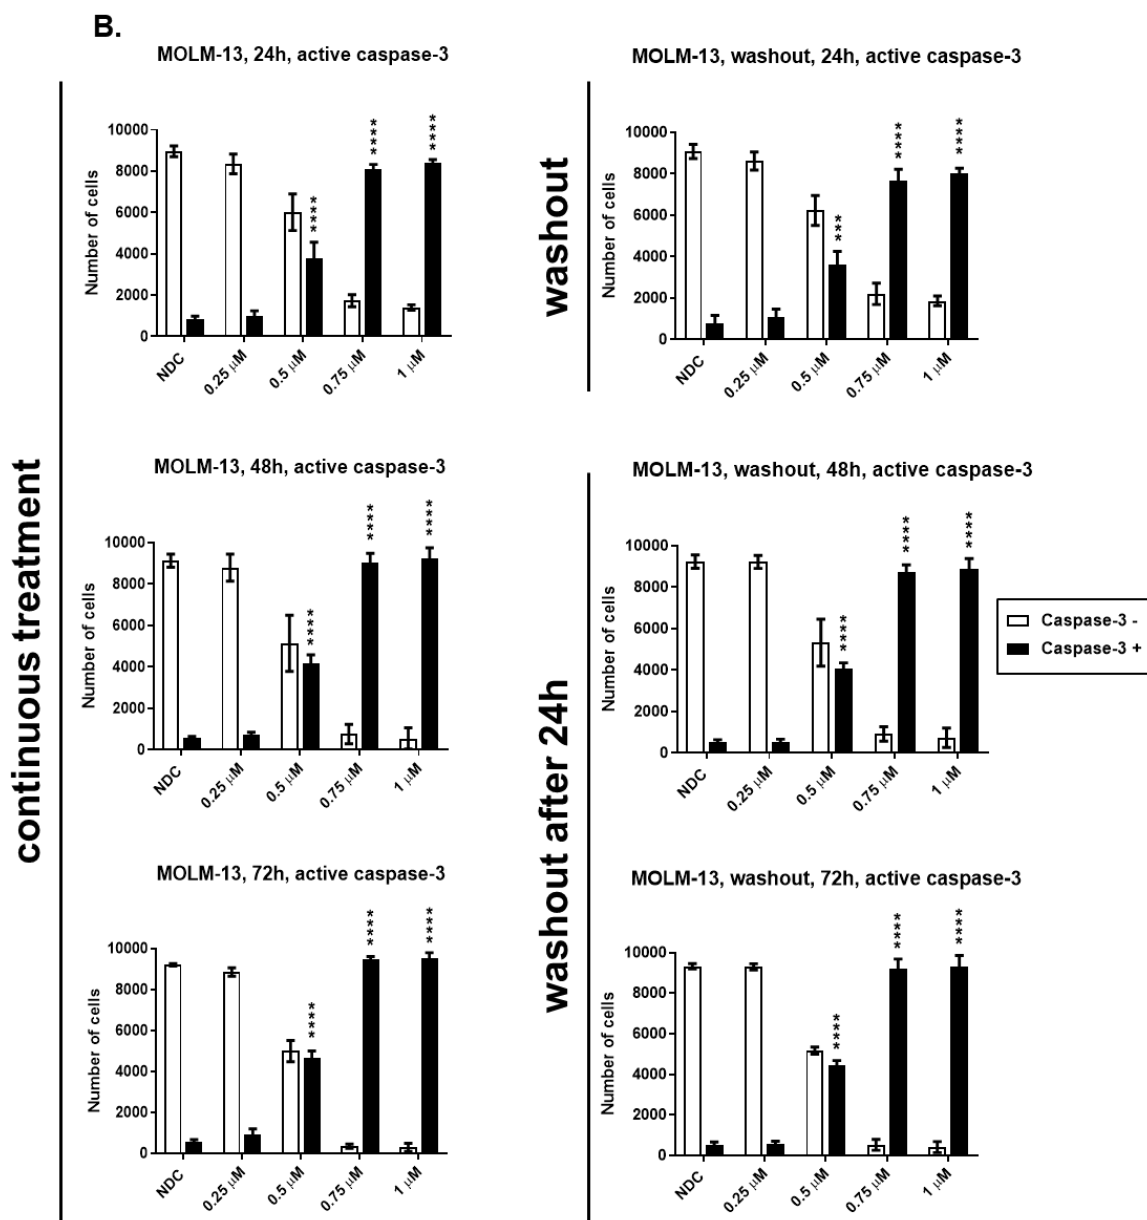 B.
continuous treatment
MOLM-13, 24h, active caspase-3
Number of cells
10000
8000
6000
4000
2000
0
****
****
****
NDC
0.25 µM
0.5 µM
0.75 µM
1 µM
MOLM-13, 48h, active caspase-3
Number of cells
10000
8000
6000
4000
2000
0
****
****
****
NDC
0.25 µM
0.5 µM
0.75 µM
1 µM
MOLM-13, 72h, active caspase-3
Number of cells
10000
8000
6000
4000
2000
0
****
****
****
NDC
0.25 µM
0.5 µM
0.75 µM
1 µM
washout
MOLM-13, washout, 24h, active caspase-3
Number of cells
10000
8000
6000
4000
2000
0
***
****
****
NDC
0.25 µM
0.5 µM
0.75 µM
1 µM
washout after 24h
MOLM-13, washout, 48h, active caspase-3
Number of cells
10000
8000
6000
4000
2000
0
****
****
****
NDC
0.25 µM
0.5 µM
0.75 µM
1 µM
Caspase-3 -
Caspase-3 +
MOLM-13, washout, 72h, active caspase-3
Number of cells
10000
8000
6000
4000
2000
0
****
****
****
NDC
0.25 µM
0.5 µM
0.75 µM
1 µM